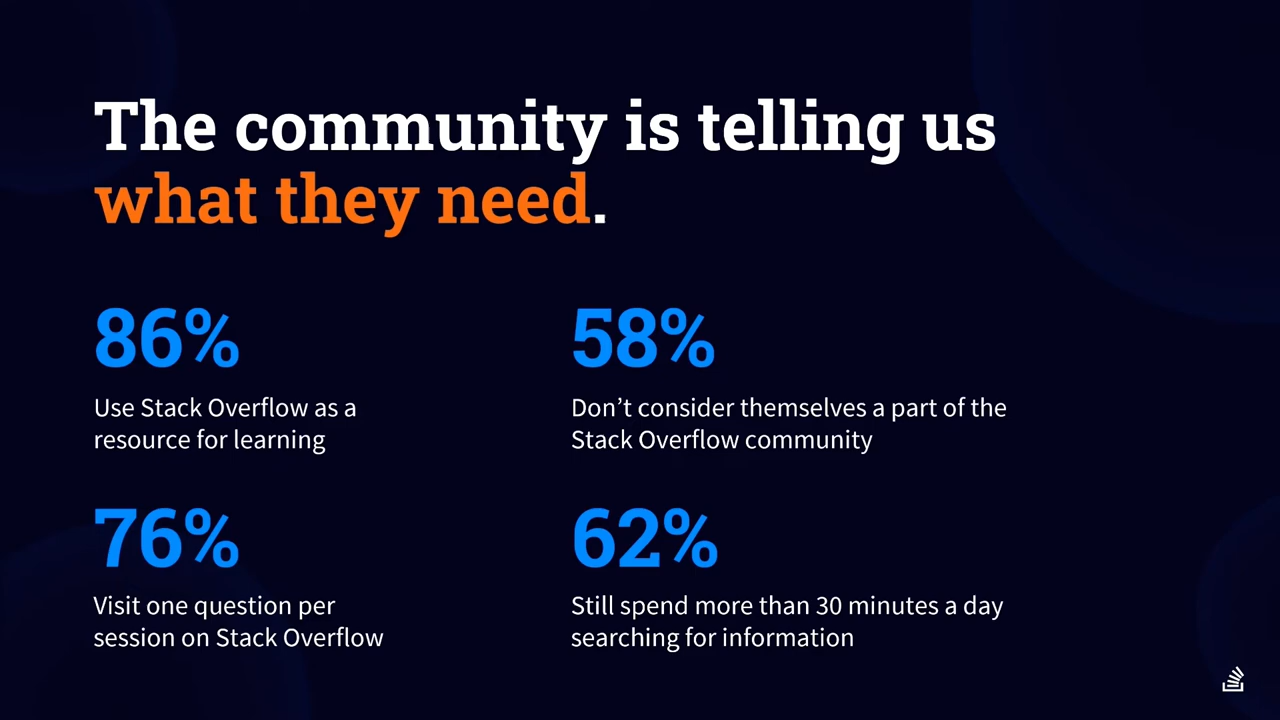 The community is telling us
what they need.
86%
Use Stack Overflow as a
resource for learning
58%
Don’t consider themselves a part of the
Stack Overflow community
76%
Visit one question per
session on Stack Overflow
62%
Still spend more than 30 minutes a day
searching for information